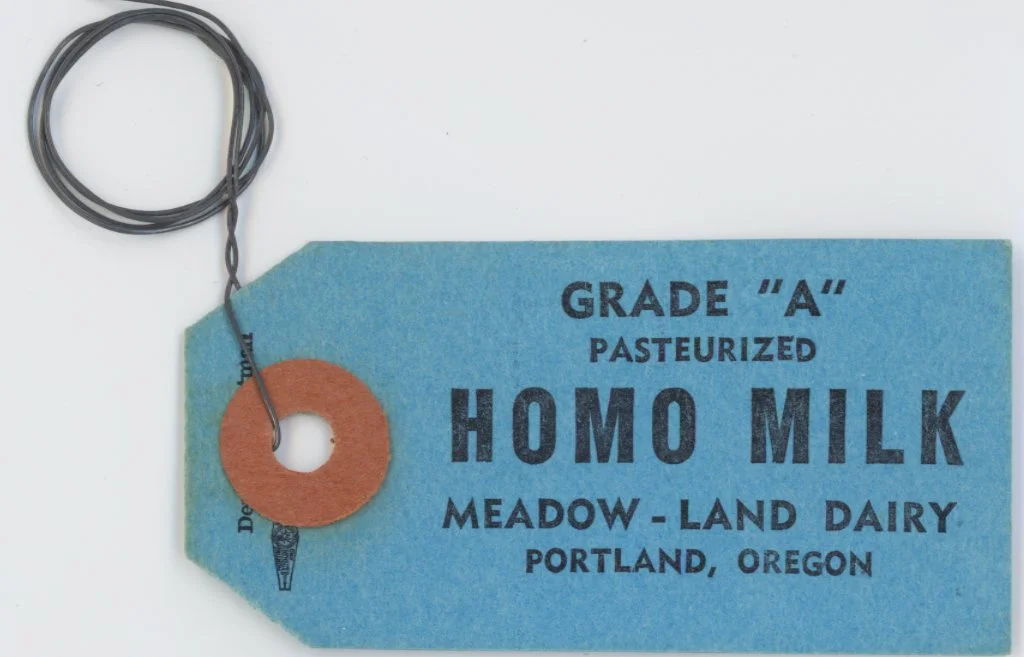 GRADE "A"
PASTEURIZED
HOMO MILK
MEADOW - LAND DAIRY
PORTLAND, OREGON